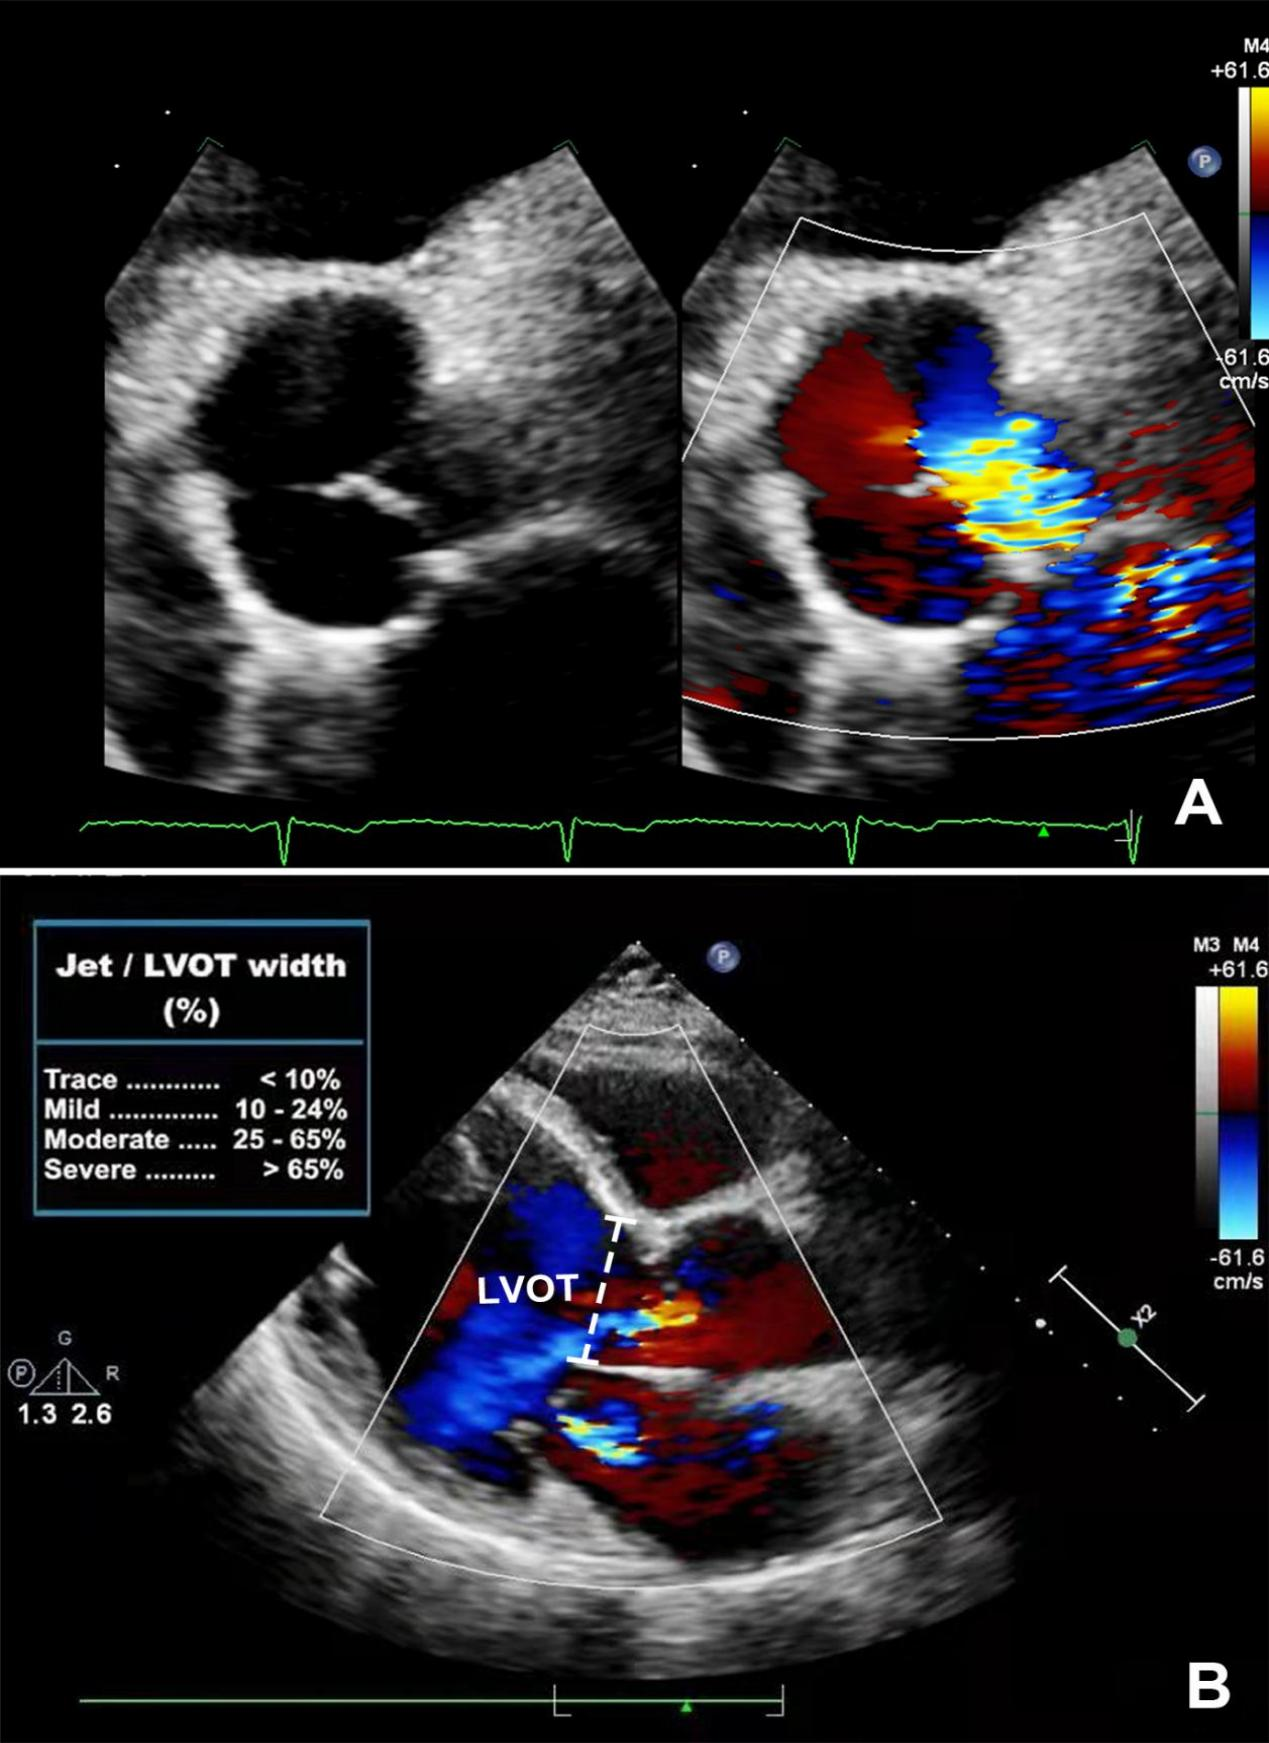 M4
+61.6
P
-61.6
cm/s
A
Jet / LVOT width
(%)
Trace ............ < 10%
Mild .............. 10 - 24%
Moderate ..... 25 - 65%
Severe ......... > 65%
P
M3 M4
+61.6
-61.6
cm/s
LVOT
X2
G
P R
1.3 2.6
B